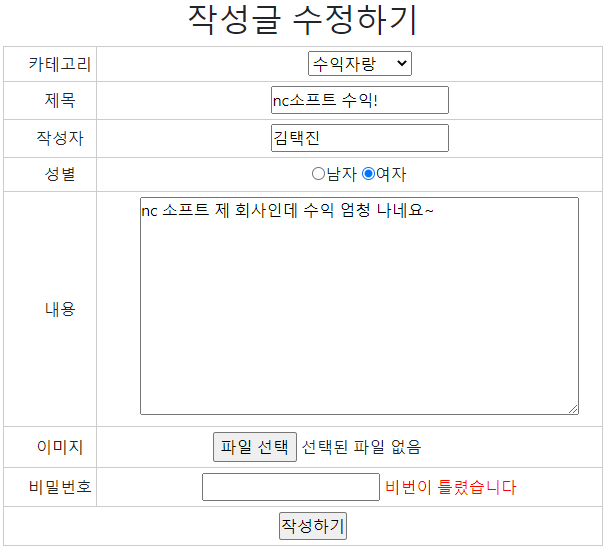 작성글 수정하기
카테고리 수익자랑
제목 nc소프트 수익!
작성자 김택진
성별 남자 여자
nc 소프트 제 회사인데 수익 엄청 나네요~
내용
이미지 파일 선택 선택된 파일 없음
비밀번호 비번이 틀렸습니다
작성하기